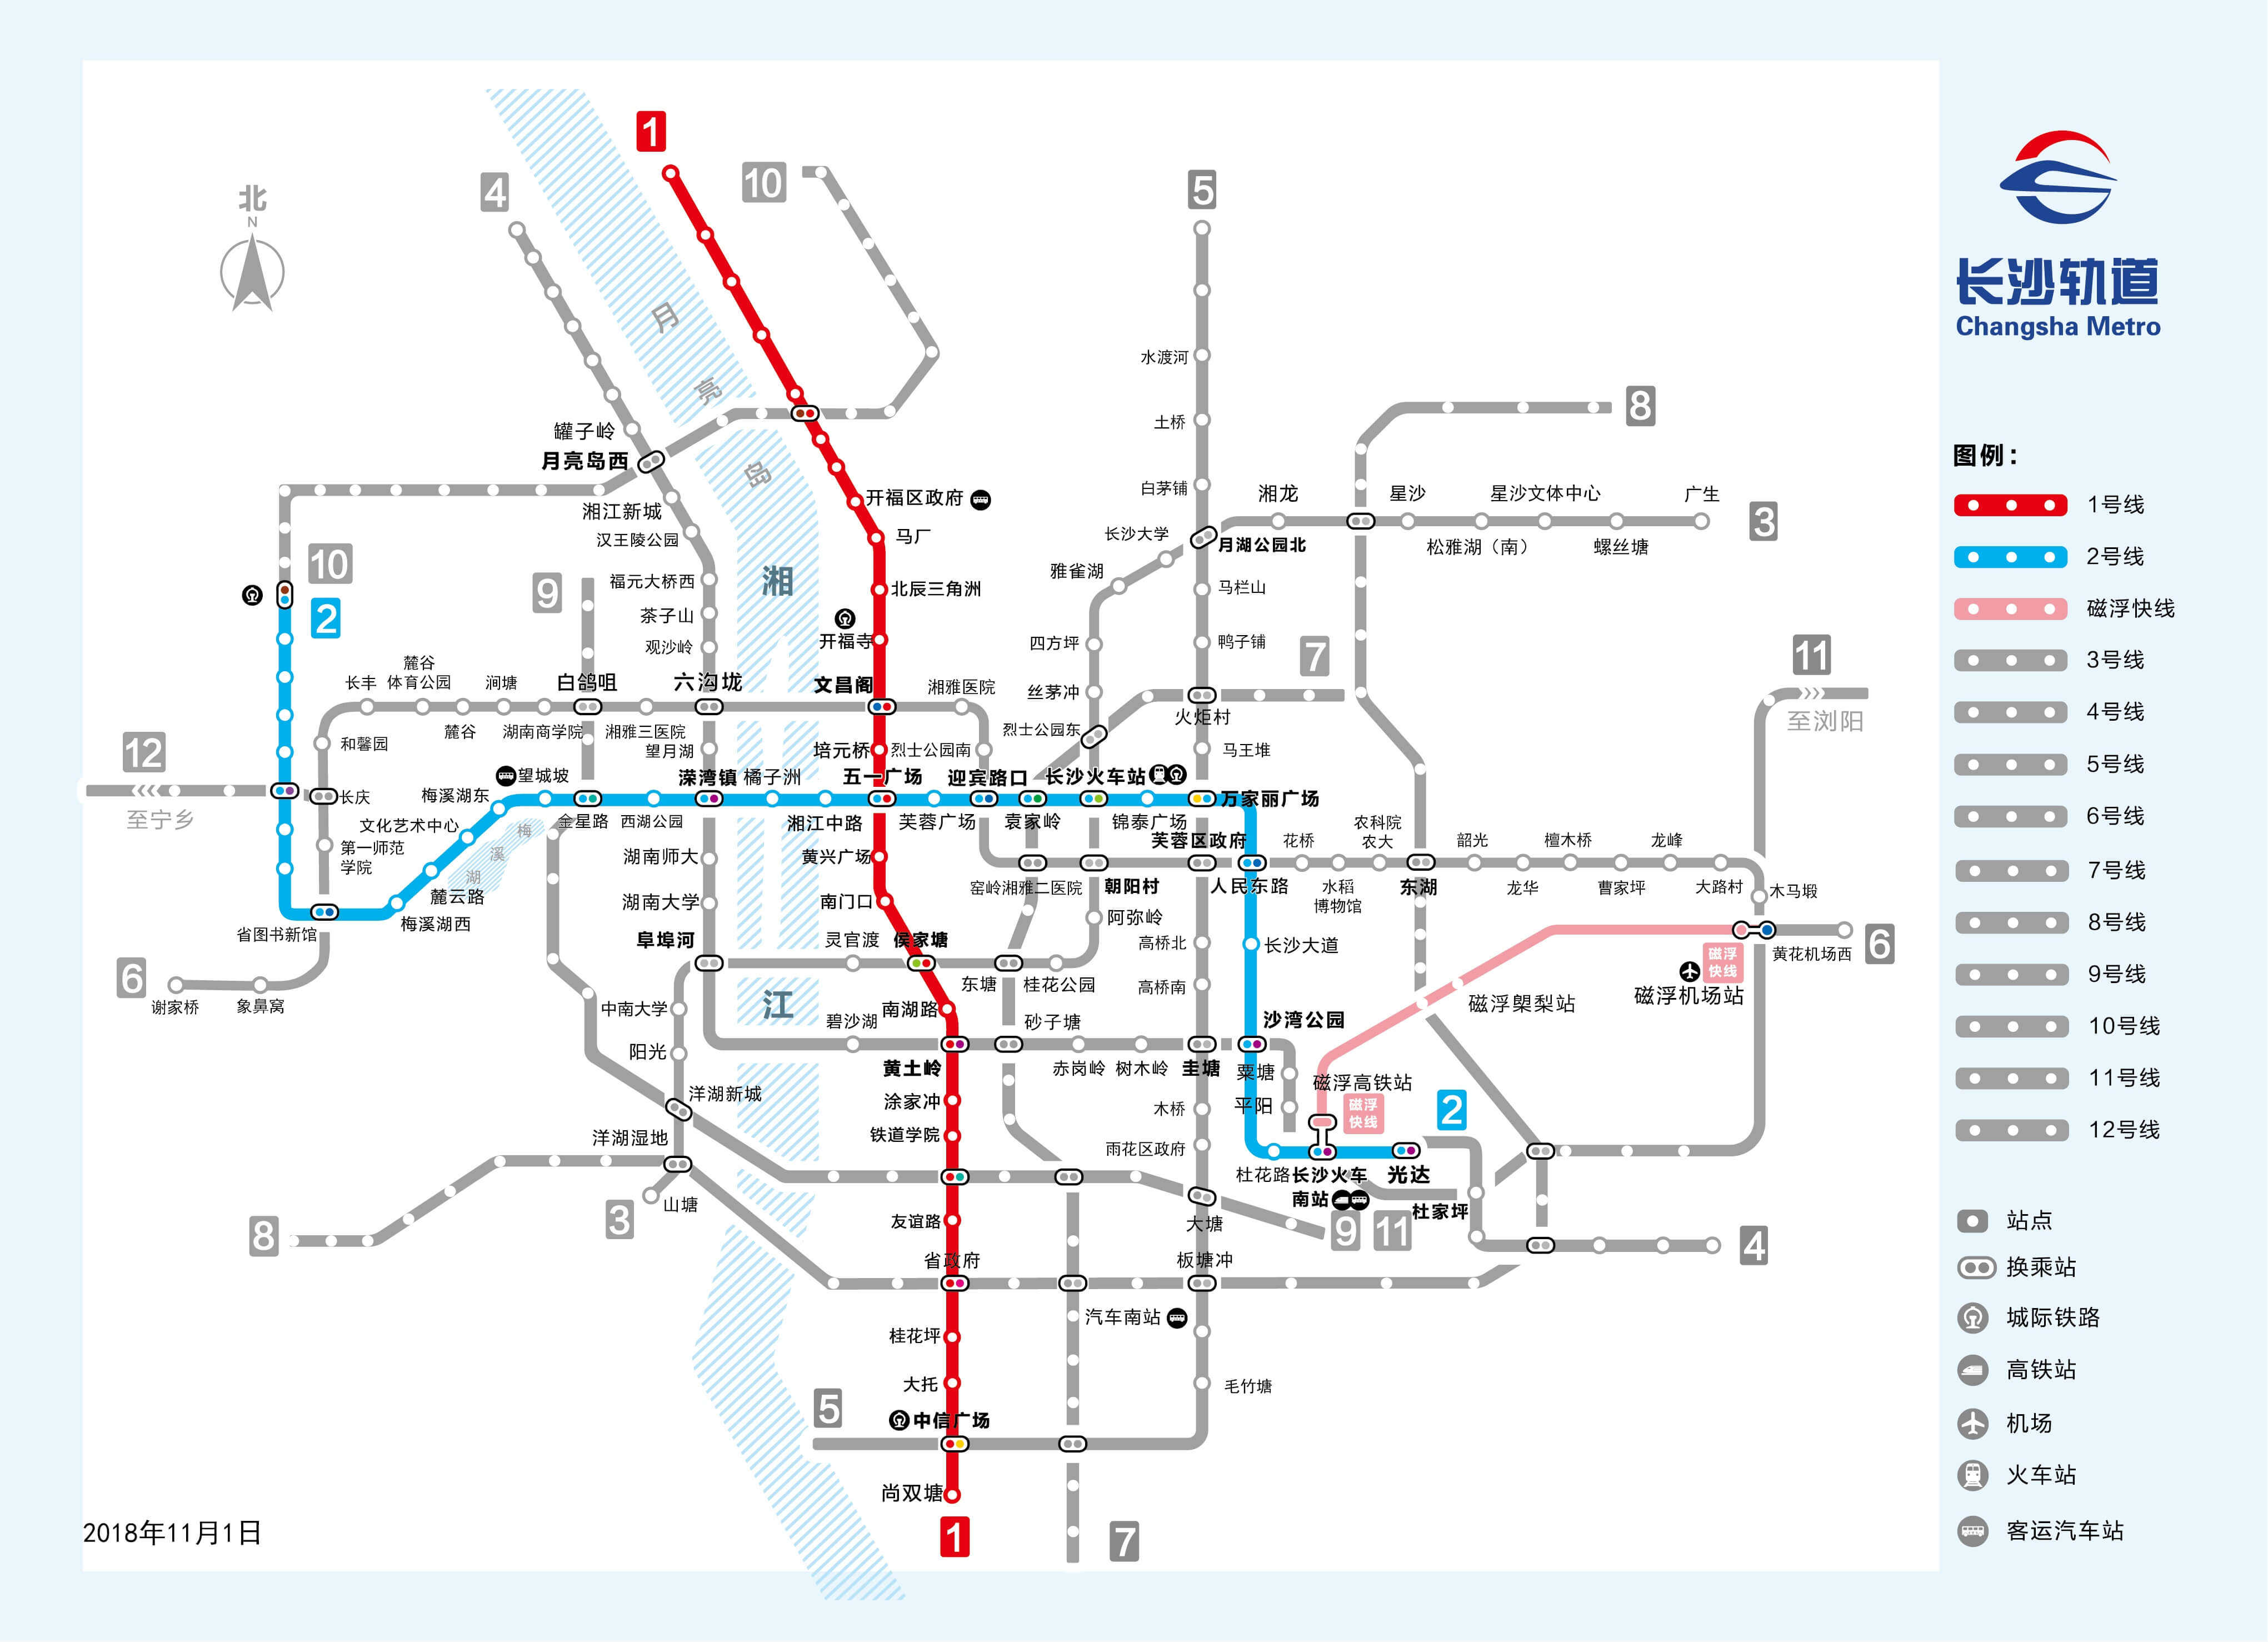 1
10
4
5
北
N
月
亮
岛
水渡河
土桥
白茅铺
8
罐子岭
月亮岛西
湘江新城
汉王陵公园
开福区政府
马厂
长沙大学
月湖公园北
湘龙
星沙
星沙文体中心
广生
3
松雅湖（南）
螺丝塘
雅雀湖
10
2
9
福元大桥西
茶子山
观沙岭
湘
北辰三角洲
开福寺
马栏山
鸭子铺
四方坪
7
11
至浏阳
长丰
麓谷
体育公园
涧塘
白鸽咀
六沟垅
文昌阁
湘雅医院
丝茅冲
烈士公园东
火炬村
和馨园
麓谷
湖南商学院
湘雅三医院
望月湖
培元桥
烈士公园南
马王堆
12
至宁乡
长庆
梅溪湖东
望城坡
溁湾镇
橘子洲
五一广场
迎宾路口
长沙火车站
万家丽广场
文化艺术中心
梅
溪
湖
金星路
西湖公园
湘江中路
芙蓉广场
袁家岭
锦泰广场
第一师范
学院
湖南师大
黄兴广场
芙蓉区政府
花桥
农科院
农大
韶光
檀木桥
龙峰
麓云路
梅溪湖西
省图书新馆
湖南大学
南门口
窑岭湘雅二医院
朝阳村
人民东路
水稻
博物馆
东湖
龙华
曹家坪
大路村
木马塅
阿弥岭
阜埠河
灵官渡
侯家塘
高桥北
长沙大道
6
谢家桥
象鼻窝
东塘
桂花公园
高桥南
磁浮
快线
黄花机场西
6
磁浮机场站
磁浮㮾梨站
中南大学
江
南湖路
碧沙湖
砂子塘
沙湾公园
阳光
黄土岭
赤岗岭
树木岭
圭塘
粟塘
磁浮高铁站
平阳
磁浮
快线
2
洋湖新城
涂家冲
木桥
洋湖湿地
铁道学院
雨花区政府
杜花路
长沙火车
南站
光达
杜家坪
3
山塘
8
友谊路
大塘
9
11
4
省政府
板塘冲
汽车南站
桂花坪
大托
毛竹塘
5
中信广场
尚双塘
1
7
2018年11月1日
长沙轨道
Changsha Metro
图例：
1号线
2号线
磁浮快线
3号线
4号线
5号线
6号线
7号线
8号线
9号线
10号线
11号线
12号线
站点
换乘站
城际铁路
高铁站
机场
火车站
客运汽车站